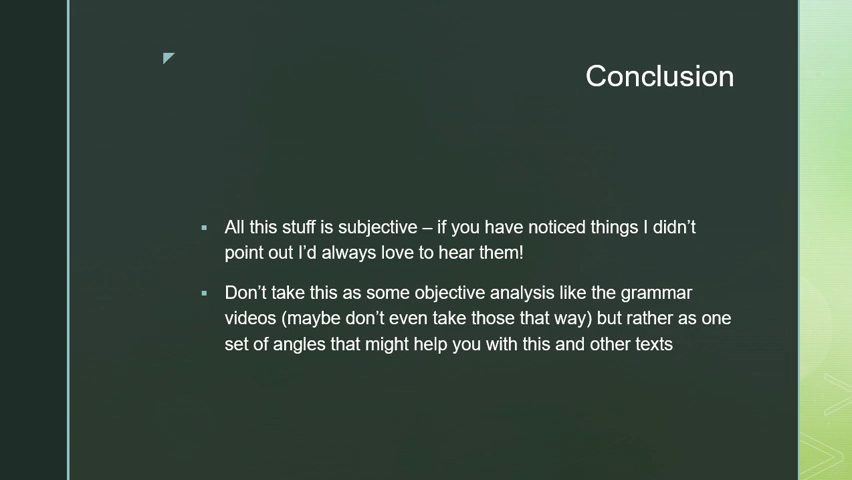 Conclusion
▪ All this stuff is subjective – if you have noticed things I didn’t
point out I’d always love to hear them!
▪ Don’t take this as some objective analysis like the grammar
videos (maybe don’t even take those that way) but rather as one
set of angles that might help you with this and other texts